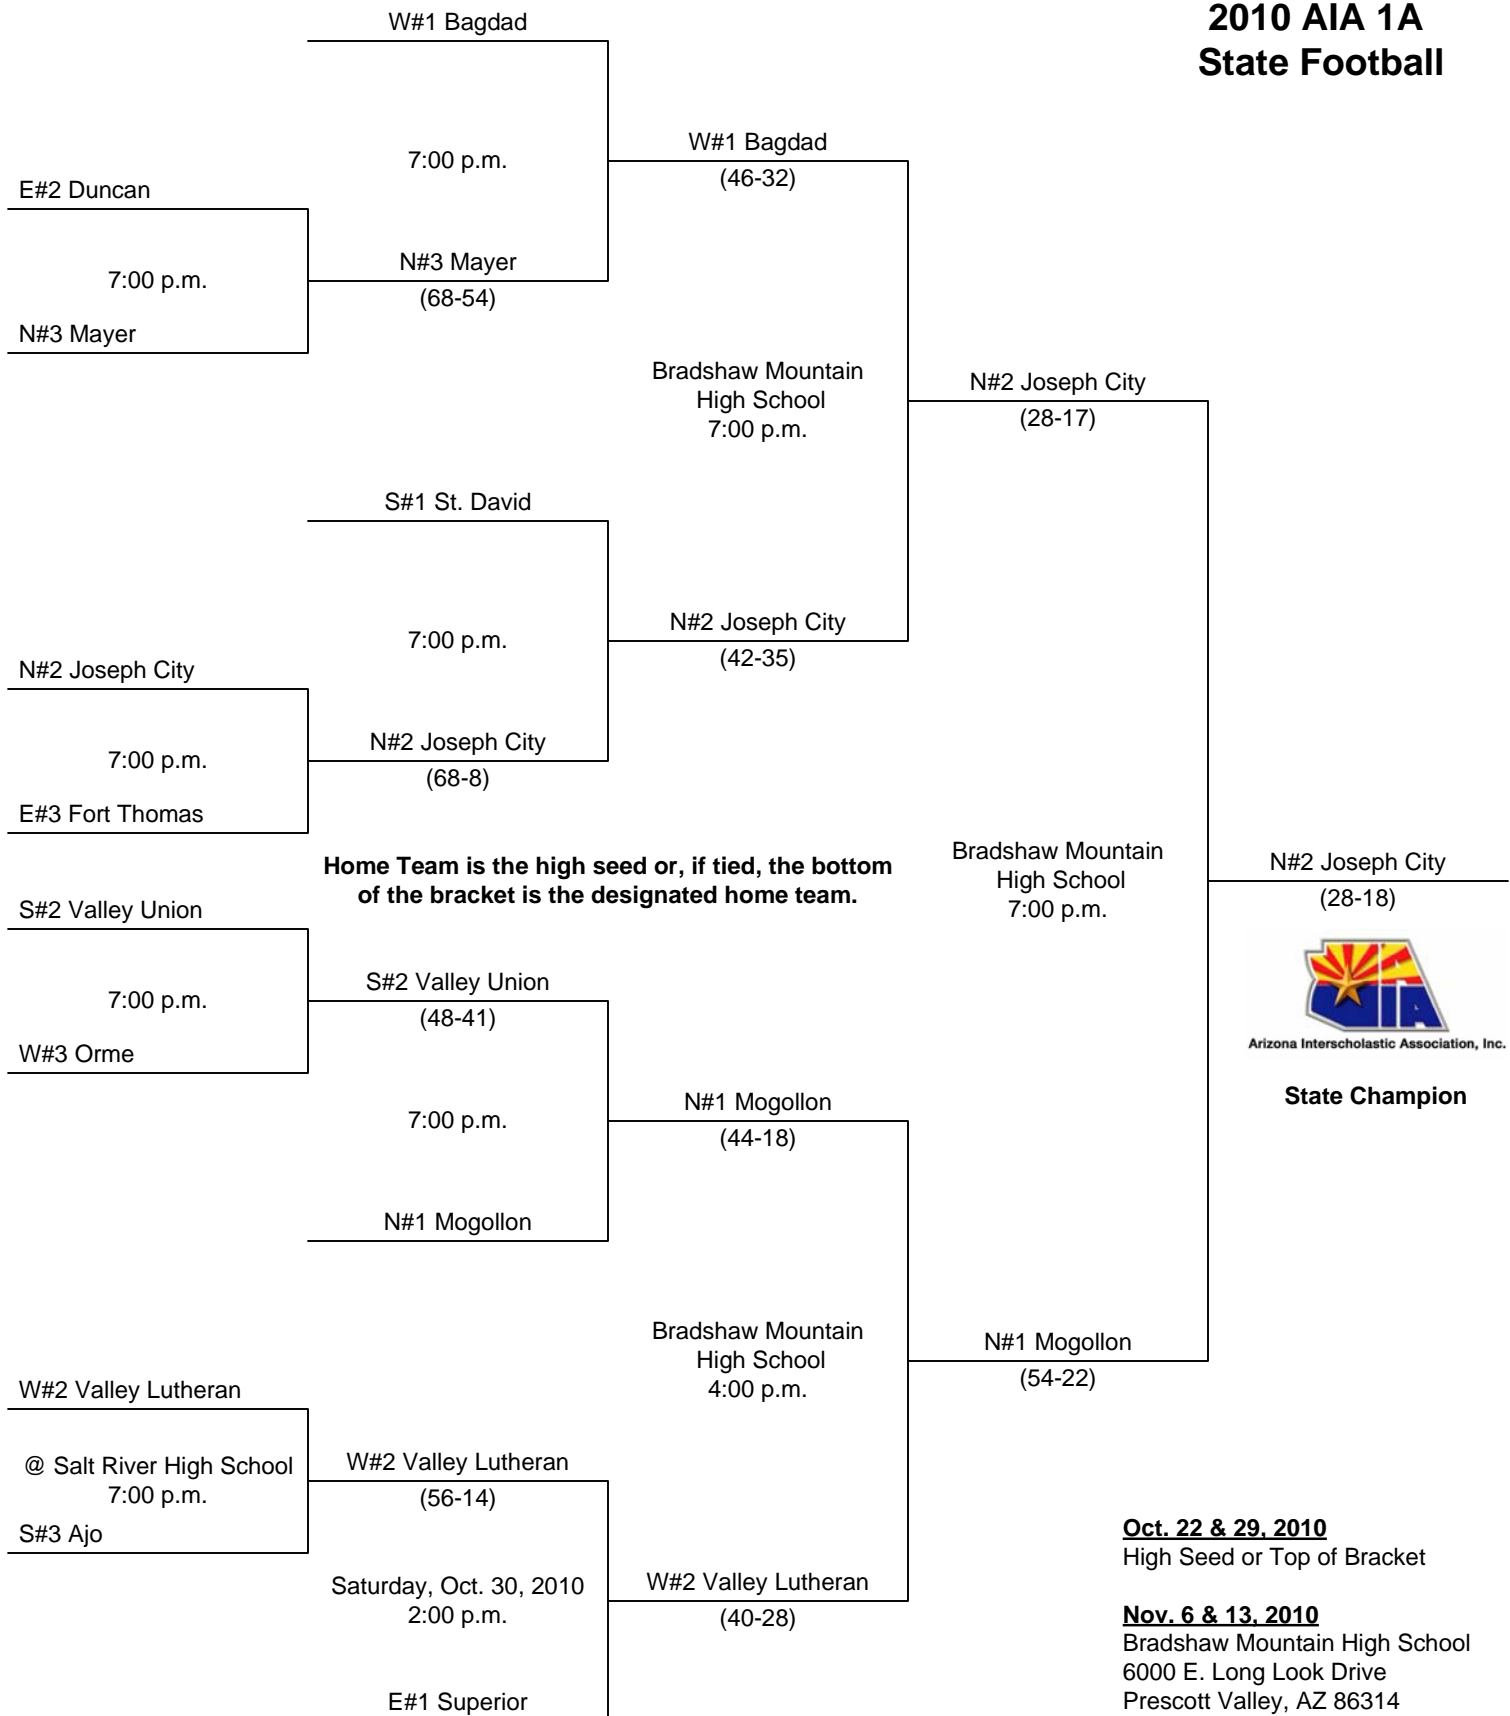 2010 AIA 1A
State Football
W#1 Bagdad
7:00 p.m.
W#1 Bagdad
(46-32)
E#2 Duncan
7:00 p.m.
N#3 Mayer
N#3 Mayer
(68-54)
Bradshaw Mountain
High School
7:00 p.m.
N#2 Joseph City
(28-17)
S#1 St. David
7:00 p.m.
N#2 Joseph City
(42-35)
N#2 Joseph City
7:00 p.m.
E#3 Fort Thomas
N#2 Joseph City
(68-8)
Home Team is the high seed or, if tied, the bottom
of the bracket is the designated home team.
Bradshaw Mountain
High School
7:00 p.m.
N#2 Joseph City
(28-18)
AIA
Arizona Interscholastic Association, Inc.
State Champion
S#2 Valley Union
7:00 p.m.
W#3 Orme
S#2 Valley Union
(48-41)
7:00 p.m.
N#1 Mogollon
N#1 Mogollon
(44-18)
Bradshaw Mountain
High School
4:00 p.m.
N#1 Mogollon
(54-22)
W#2 Valley Lutheran
@ Salt River High School
7:00 p.m.
S#3 Ajo
W#2 Valley Lutheran
(56-14)
Saturday, Oct. 30, 2010
2:00 p.m.
E#1 Superior
W#2 Valley Lutheran
(40-28)
Oct. 22 & 29, 2010
High Seed or Top of Bracket
Nov. 6 & 13, 2010
Bradshaw Mountain High School
6000 E. Long Look Drive
Prescott Valley, AZ 86314